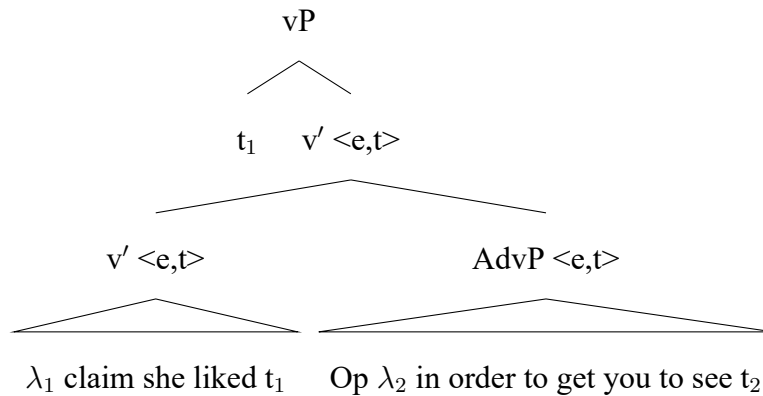 vP
t₁ v′ <e,t>
v′ <e,t> AdvP <e,t>
λ₁ claim she liked t₁ Op λ₂ in order to get you to see t₂